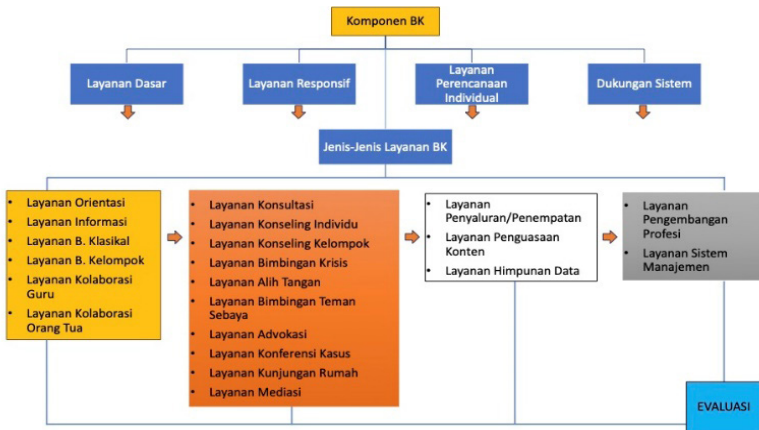 Komponen BK
Layanan Dasar
Layanan Responsif
Layanan
Perencanaan
Individual
Dukungan Sistem
Jenis-Jenis Layanan BK
• Layanan Orientasi
• Layanan Informasi
• Layanan B. Klasikal
• Layanan B. Kelompok
• Layanan Kolaborasi
Guru
• Layanan Kolaborasi
Orang Tua
• Layanan Konsultasi
• Layanan Konseling Individu
• Layanan Konseling Kelompok
• Layanan Bimbingan Krisis
• Layanan Alih Tangan
• Layanan Bimbingan Teman
Sebaya
• Layanan Advokasi
• Layanan Konferensi Kasus
• Layanan Kunjungan Rumah
• Layanan Mediasi
• Layanan
Penyaluran/Penempatan
• Layanan Penguasaan
Konten
• Layanan Himpunan Data
• Layanan
Pengembangan
Profesi
• Layanan Sistem
Manajemen
EVALUASI